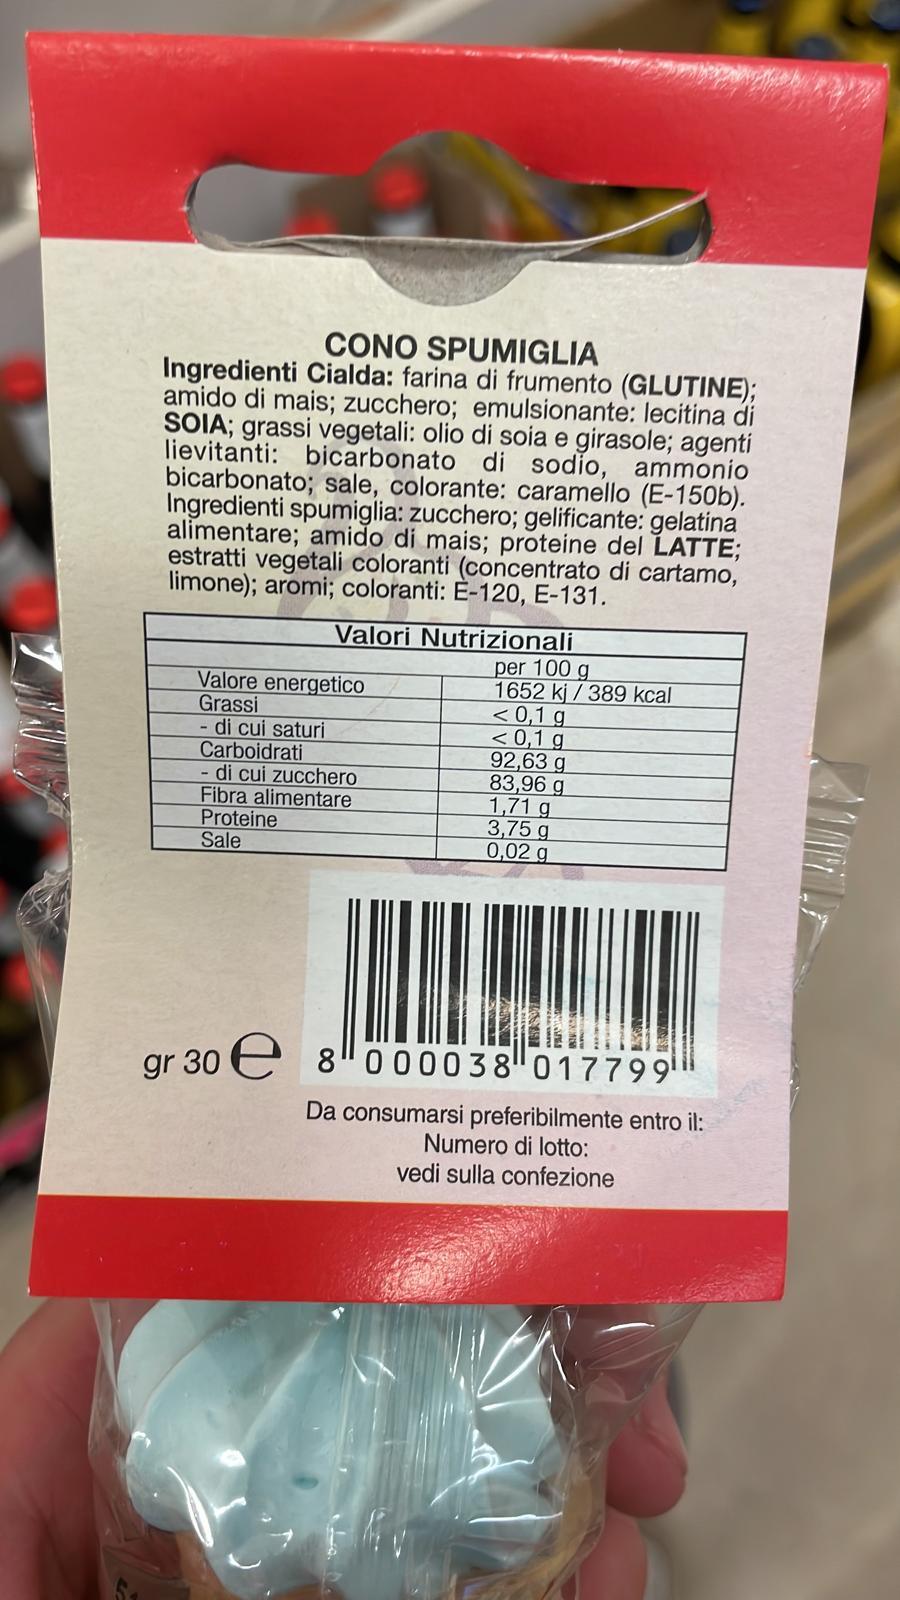 CONO SPUMIGLIA
Ingredienti Cialda: farina di frumento (GLUTINE);
amido di mais; zucchero; emulsionante: lecitina di
SOIA; grassi vegetali: olio di soia e girasole; agenti
lievitanti: bicarbonato di sodio, ammonio
bicarbonato; sale, colorante: caramello (E-150b).
Ingredienti spumiglia: zucchero; gelificante: gelatina
alimentare; amido di mais; proteine del LATTE;
estratti vegetali coloranti (concentrato di cartamo,
limone); aromi; coloranti: E-120, E-131.
Valori Nutrizionali
per 100 g
Valore energetico 1652 kj / 389 kcal
Grassi < 0,1 g
- di cui saturi < 0,1 g
Carboidrati 92,63 g
- di cui zucchero 83,96 g
Fibra alimentare 1,71 g
Proteine 3,75 g
Sale 0,02 g
gr 30 e
8 000038 017799
Da consumarsi preferibilmente entro il:
Numero di lotto:
vedi sulla confezione